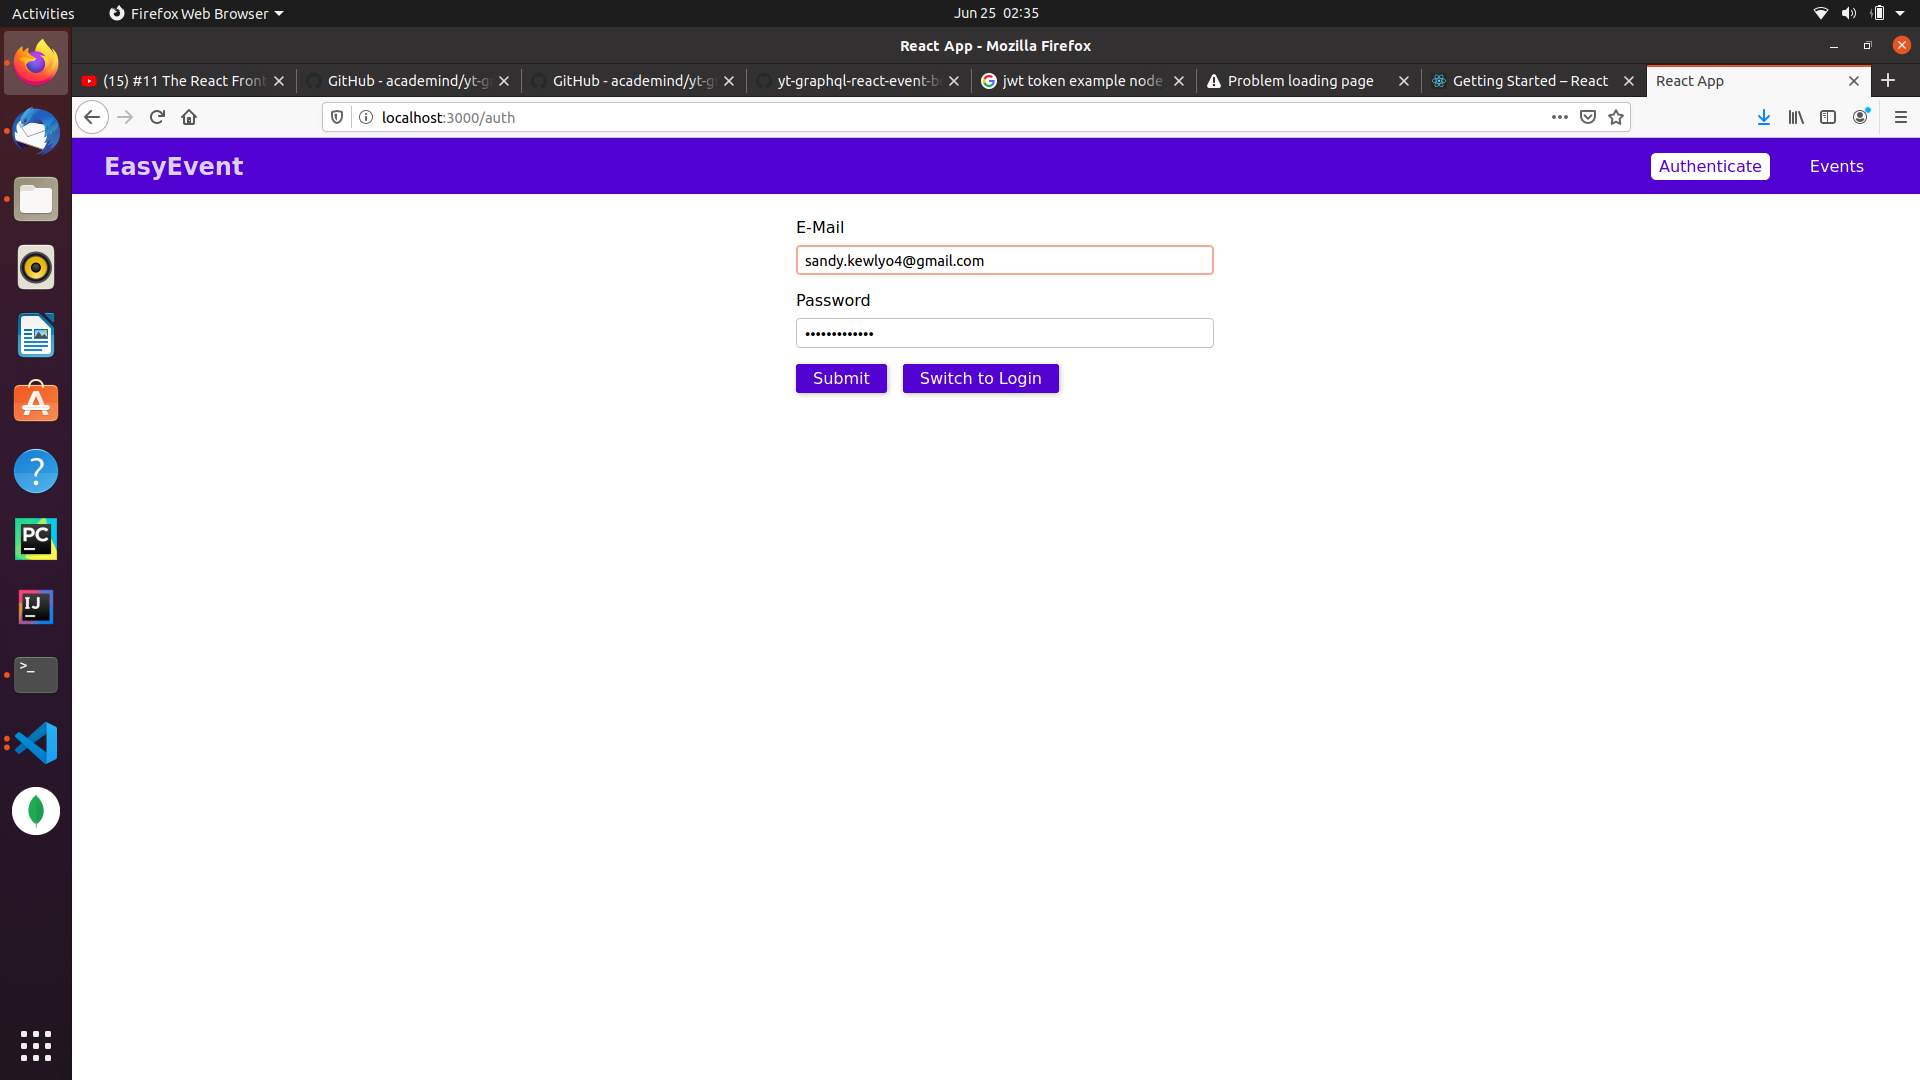 Activities
Firefox Web Browser
Jun 25 02:35
React App - Mozilla Firefox
(15) #11 The React Front
GitHub - academind/yt-g
GitHub - academind/yt-g
yt-graphql-react-event-b
jwt token example node
Problem loading page
Getting Started – React
React App
localhost:3000/auth
EasyEvent
Authenticate
Events
E-Mail
sandy.kewlyo4@gmail.com
Password
•••••••••••••
Submit
Switch to Login
PC
IJ
>_